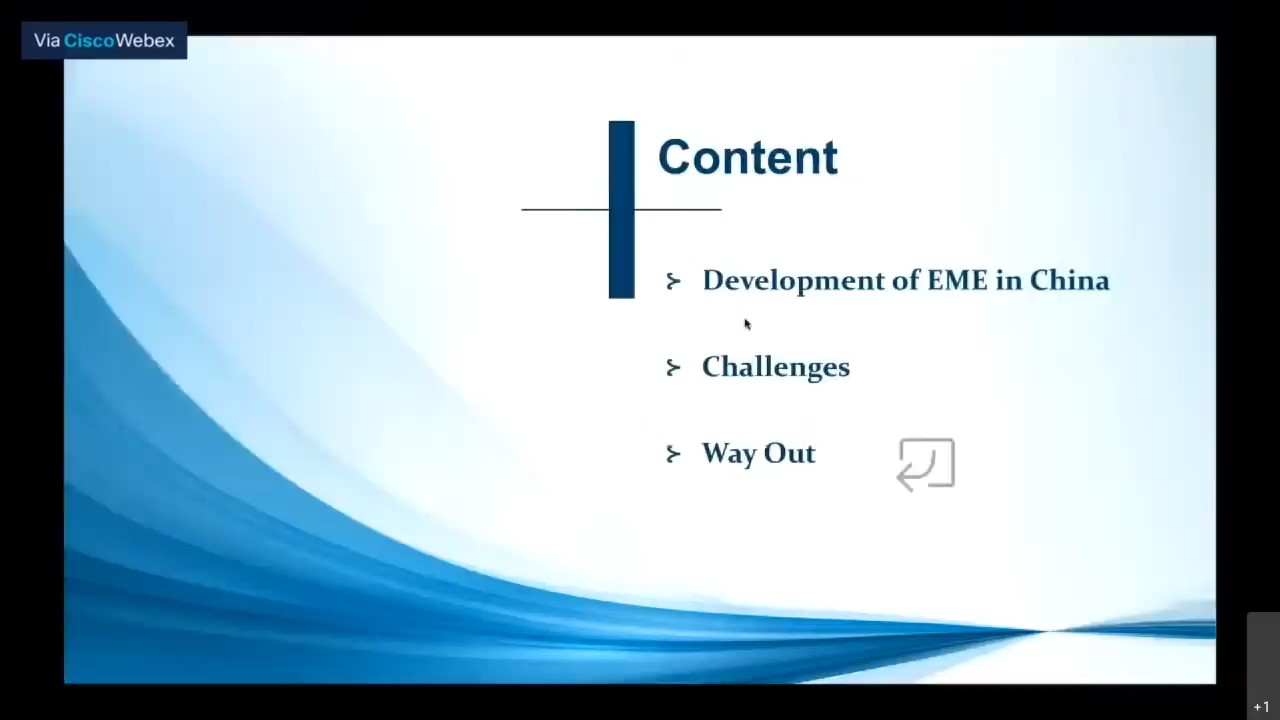 Via CiscoWebex
Content
Development of EME in China
Challenges
Way Out
+1